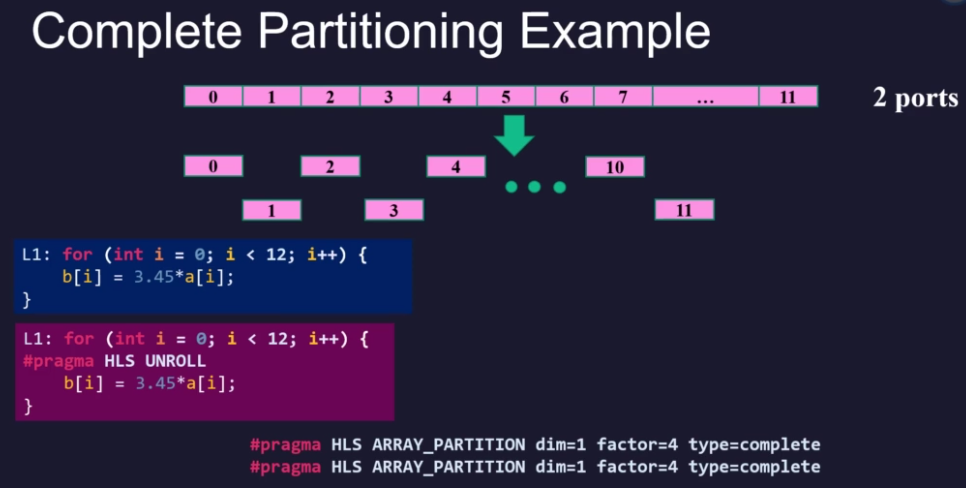 Complete Partitioning Example
0 1 2 3 4 5 6 7 ... 11 2 ports
0 2 4 10
1 3 11
L1: for (int i = 0; i < 12; i++) {
b[i] = 3.45*a[i];
}
L1: for (int i = 0; i < 12; i++) {
#pragma HLS UNROLL
b[i] = 3.45*a[i];
}
#pragma HLS ARRAY_PARTITION dim=1 factor=4 type=complete
#pragma HLS ARRAY_PARTITION dim=1 factor=4 type=complete